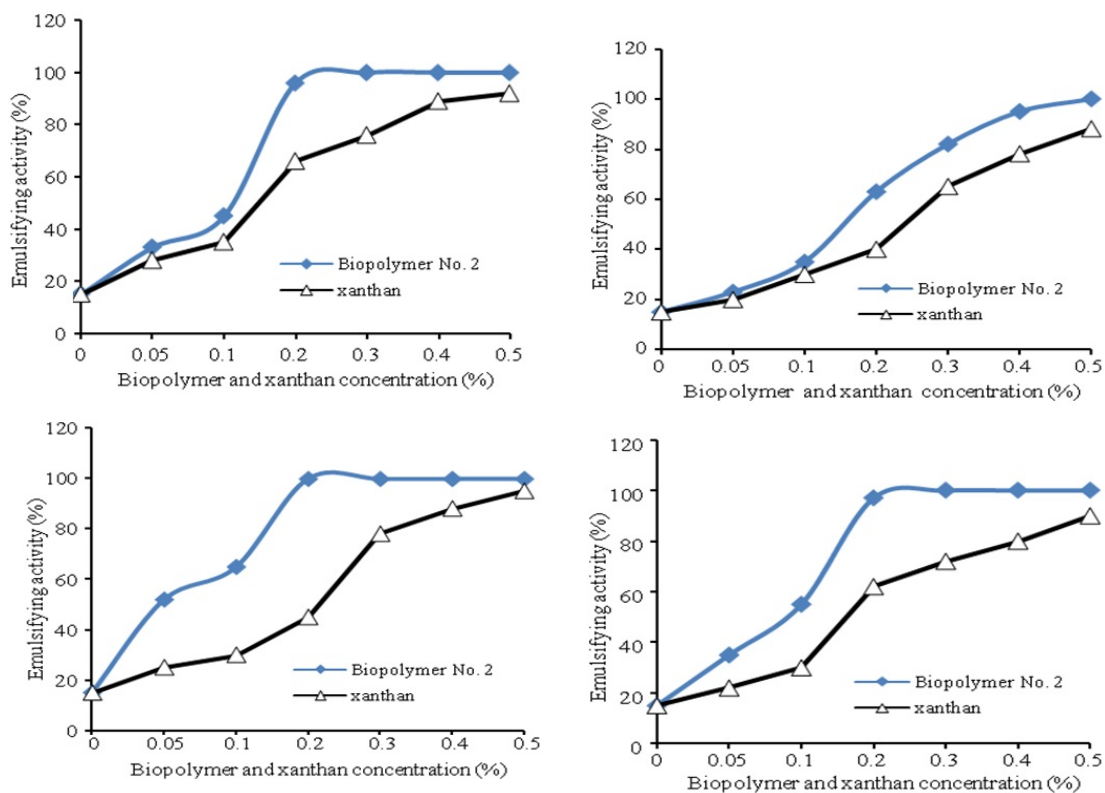 120
100
80
60
40
20
0
Emulsifying activity (%)
Biopolymer No. 2
xanthan
0 0.05 0.1 0.2 0.3 0.4 0.5
Biopolymer and xanthan concentration (%)
120
100
80
60
40
20
0
Emulsifying activity (%)
Biopolymer No. 2
xanthan
0 0.05 0.1 0.2 0.3 0.4 0.5
Biopolymer and xanthan concentration (%)
120
100
80
60
40
20
0
Emulsifying activity (%)
Biopolymer No. 2
xanthan
0 0.05 0.1 0.2 0.3 0.4 0.5
Biopolymer and xanthan concentration (%)
120
100
80
60
40
20
0
Emulsifying activity (%)
Biopolymer No. 2
xanthan
0 0.05 0.1 0.2 0.3 0.4 0.5
Biopolymer and xanthan concentration (%)